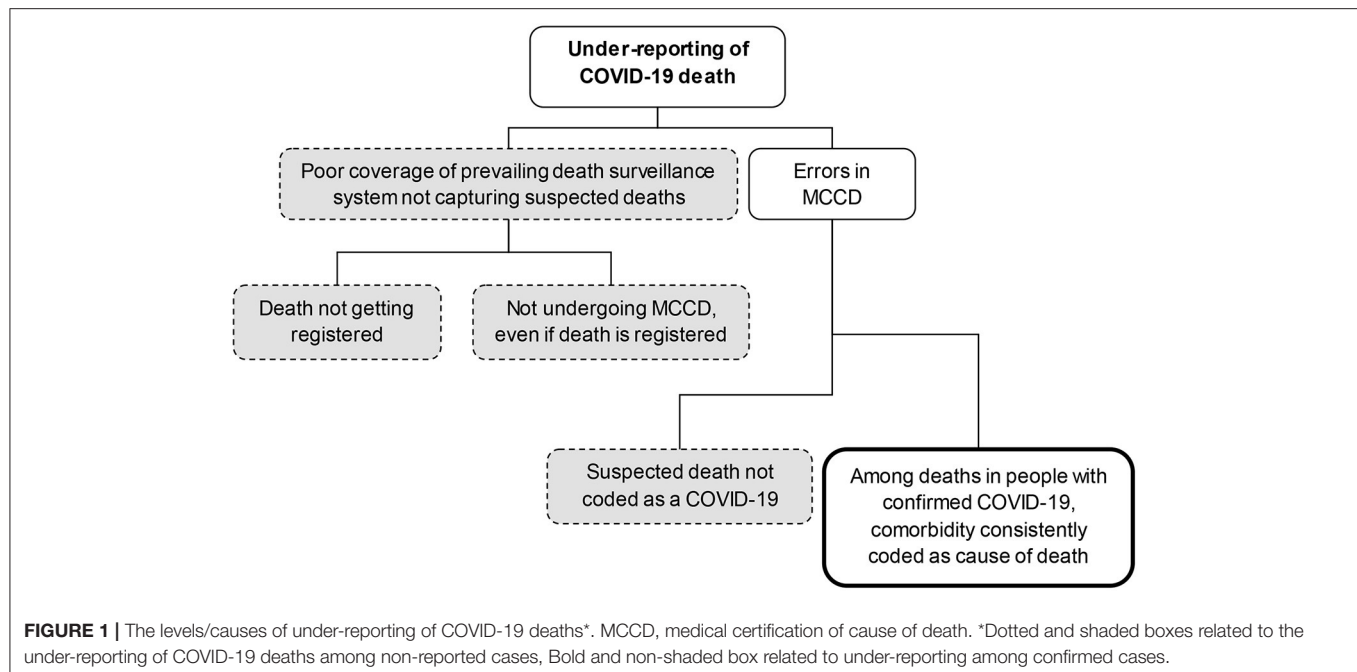 Under-reporting of
COVID-19 death
Poor coverage of prevailing death surveillance
system not capturing suspected deaths
Errors in
MCCD
Death not getting
registered
Not undergoing MCCD,
even if death is registered
Suspected death not
coded as a COVID-19
Among deaths in people with
confirmed COVID-19,
comorbidity consistently
coded as cause of death
FIGURE 1 | The levels/causes of under-reporting of COVID-19 deaths*. MCCD, medical certification of cause of death. *Dotted and shaded boxes related to the
under-reporting of COVID-19 deaths among non-reported cases, Bold and non-shaded box related to under-reporting among confirmed cases.